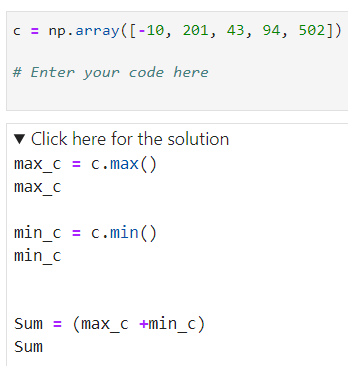 c = np.array([-10, 201, 43, 94, 502])
# Enter your code here
▼ Click here for the solution
max_c = c.max()
max_c
min_c = c.min()
min_c
Sum = (max_c +min_c)
Sum